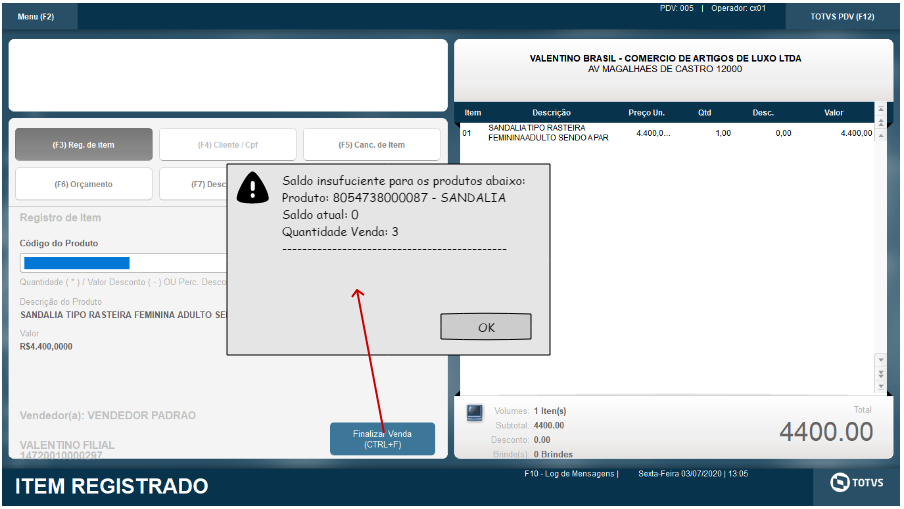 Menu (F2)
PDV: 005 | Operador: cx01
TOTVS PDV (F12)
VALENTINO BRASIL - COMERCIO DE ARTIGOS DE LUXO LTDA
AV MAGALHAES DE CASTRO 12000
Item Descrição Preço Un. Qtd Desc. Valor
01 SANDALIA TIPO RASTEIRA FEMININA ADULTO SENDO A PAR 4.400,0... 1,00 0,00 4.400,00
(F3) Reg. de item
(F4) Cliente / Cpf
(F5) Canc. de Item
(F6) Orçamento
(F7) Desc
Saldo insufuciente para os produtos abaixo:
Produto: 8054738000087 - SANDALIA
Saldo atual: 0
Quantidade Venda: 3
---------------------------------------------
OK
Registro de Item
Código do Produto
Quantidade ( * ) / Valor Desconto ( - ) OU Perc. Desco
Descrição do Produto
SANDALIA TIPO RASTEIRA FEMININA ADULTO SE
Valor
R$4.400,0000
Vendedor(a): VENDEDOR PADRAO
VALENTINO FILIAL
14720010000297
Finalizar Venda
(CTRL+F)
Volumes: 1 Iten(s)
Subtotal: 4400.00
Desconto: 0.00
Brinde(s): 0 Brindes
Total
4400.00
ITEM REGISTRADO
F10 - Log de Mensagens | Sexta-Feira 03/07/2020 | 13:05
TOTVS